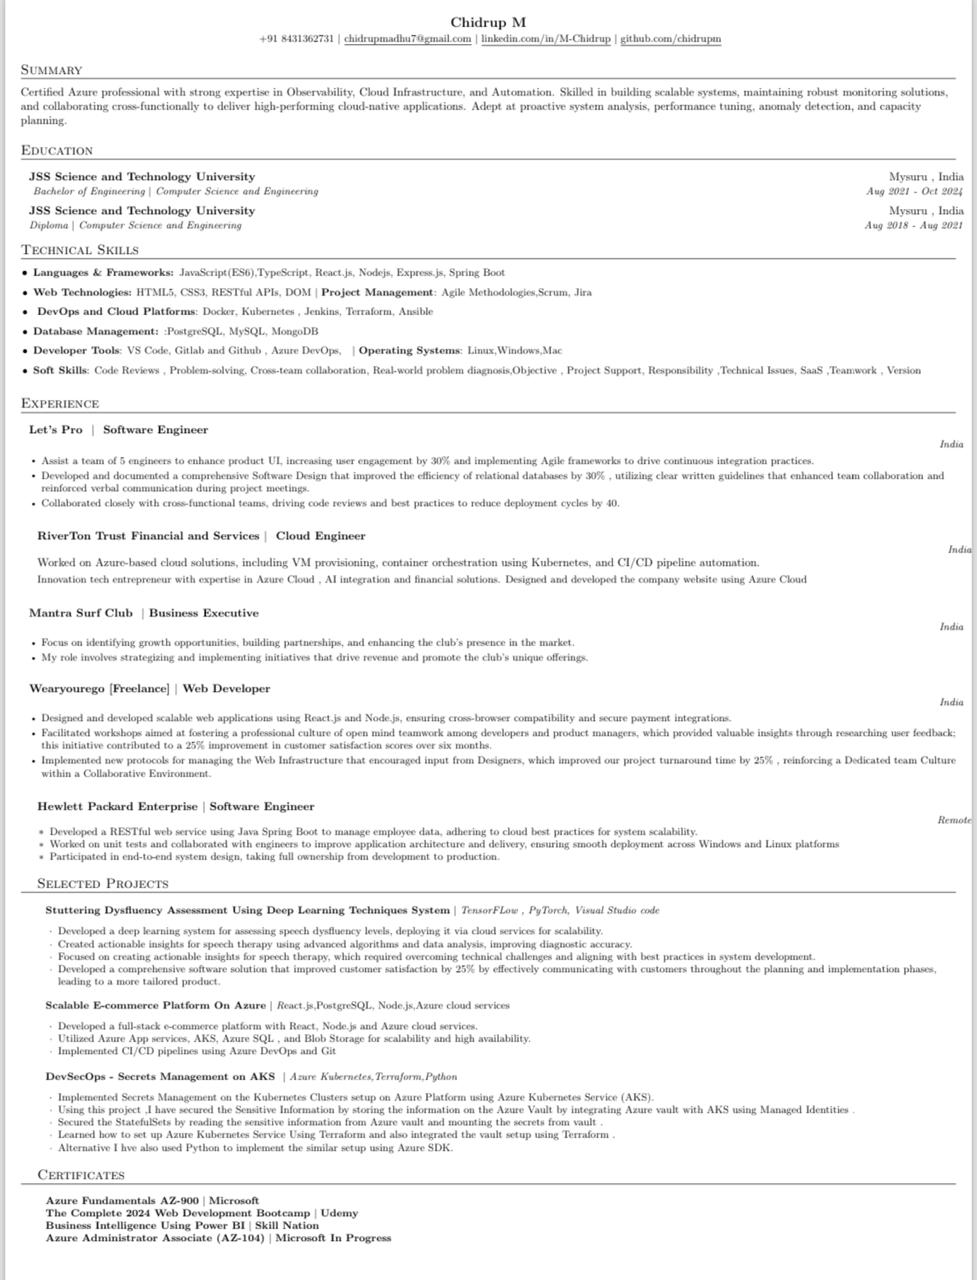 Chidrup M
+91 8431362731 | chidrupmadhu7@gmail.com | linkedin.com/in/M-Chidrup | github.com/chidrupm
Summary
Certified Azure professional with strong expertise in Observability, Cloud Infrastructure, and Automation. Skilled in building scalable systems, maintaining robust monitoring solutions,
and collaborating cross-functionally to deliver high-performing cloud-native applications. Adept at proactive system analysis, performance tuning, anomaly detection, and capacity
planning.
Education
JSS Science and Technology University Mysuru , India
Bachelor of Engineering | Computer Science and Engineering Aug 2021 - Oct 2024
JSS Science and Technology University Mysuru , India
Diploma | Computer Science and Engineering Aug 2018 - Aug 2021
Technical Skills
• Languages & Frameworks: JavaScript(ES6),TypeScript, React.js, Nodejs, Express.js, Spring Boot
• Web Technologies: HTML5, CSS3, RESTful APIs, DOM | Project Management: Agile Methodologies,Scrum, Jira
• DevOps and Cloud Platforms: Docker, Kubernetes , Jenkins, Terraform, Ansible
• Database Management: :PostgreSQL, MySQL, MongoDB
• Developer Tools: VS Code, Gitlab and Github , Azure DevOps, | Operating Systems: Linux,Windows,Mac
• Soft Skills: Code Reviews , Problem-solving, Cross-team collaboration, Real-world problem diagnosis,Objective , Project Support, Responsibility ,Technical Issues, SaaS ,Teamwork , Version
Experience
Let's Pro | Software Engineer
India
• Assist a team of 5 engineers to enhance product UI, increasing user engagement by 30% and implementing Agile frameworks to drive continuous integration practices.
• Developed and documented a comprehensive Software Design that improved the efficiency of relational databases by 30% , utilizing clear written guidelines that enhanced team collaboration and
reinforced verbal communication during project meetings.
• Collaborated closely with cross-functional teams, driving code reviews and best practices to reduce deployment cycles by 40.
RiverTon Trust Financial and Services | Cloud Engineer
India
Worked on Azure-based cloud solutions, including VM provisioning, container orchestration using Kubernetes, and CI/CD pipeline automation.
Innovation tech entrepreneur with expertise in Azure Cloud , AI integration and financial solutions. Designed and developed the company website using Azure Cloud
Mantra Surf Club | Business Executive
India
• Focus on identifying growth opportunities, building partnerships, and enhancing the club's presence in the market.
• My role involves strategizing and implementing initiatives that drive revenue and promote the club's unique offerings.
Wearyourego [Freelance] | Web Developer
India
• Designed and developed scalable web applications using React.js and Node.js, ensuring cross-browser compatibility and secure payment integrations.
• Facilitated workshops aimed at fostering a professional culture of open mind teamwork among developers and product managers, which provided valuable insights through researching user feedback;
this initiative contributed to a 25% improvement in customer satisfaction scores over six months.
• Implemented new protocols for managing the Web Infrastructure that encouraged input from Designers, which improved our project turnaround time by 25% , reinforcing a Dedicated team Culture
within a Collaborative Environment.
Hewlett Packard Enterprise | Software Engineer
Remote
* Developed a RESTful web service using Java Spring Boot to manage employee data, adhering to cloud best practices for system scalability.
* Worked on unit tests and collaborated with engineers to improve application architecture and delivery, ensuring smooth deployment across Windows and Linux platforms
* Participated in end-to-end system design, taking full ownership from development to production.
Selected Projects
Stuttering Dysfluency Assessment Using Deep Learning Techniques System | TensorFLow , PyTorch, Visual Studio code
· Developed a deep learning system for assessing speech dysfluency levels, deploying it via cloud services for scalability.
· Created actionable insights for speech therapy using advanced algorithms and data analysis, improving diagnostic accuracy.
· Focused on creating actionable insights for speech therapy, which required overcoming technical challenges and aligning with best practices in system development.
· Developed a comprehensive software solution that improved customer satisfaction by 25% by effectively communicating with customers throughout the planning and implementation phases,
leading to a more tailored product.
Scalable E-commerce Platform On Azure | React.js,PostgreSQL, Node.js,Azure cloud services
· Developed a full-stack e-commerce platform with React, Node.js and Azure cloud services.
· Utilized Azure App services, AKS, Azure SQL , and Blob Storage for scalability and high availability.
· Implemented CI/CD pipelines using Azure DevOps and Git
DevSecOps - Secrets Management on AKS | Azure Kubernetes,Terraform,Python
· Implemented Secrets Management on the Kubernetes Clusters setup on Azure Platform using Azure Kubernetes Service (AKS).
· Using this project ,I have secured the Sensitive Information by storing the information on the Azure Vault by integrating Azure vault with AKS using Managed Identities .
· Secured the StatefulSets by reading the sensitive information from Azure vault and mounting the secrets from vault .
· Learned how to set up Azure Kubernetes Service Using Terraform and also integrated the vault setup using Terraform .
· Alternative I hve also used Python to implement the similar setup using Azure SDK.
Certificates
Azure Fundamentals AZ-900 | Microsoft
The Complete 2024 Web Development Bootcamp | Udemy
Business Intelligence Using Power BI | Skill Nation
Azure Administrator Associate (AZ-104) | Microsoft In Progress